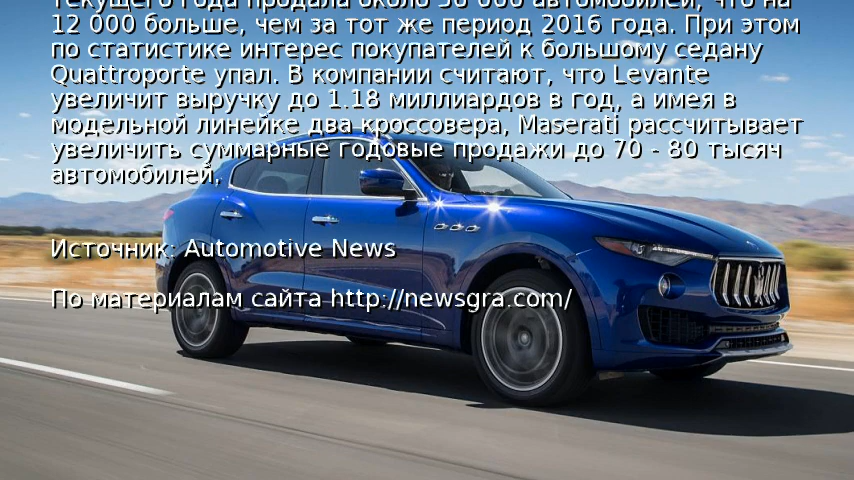 текущего года продала около 36 000 автомобилей, что на
12 000 больше, чем за тот же период 2016 года. При этом
по статистике интерес покупателей к большому седану
Quattroporte упал. В компании считают, что Levante
увеличит выручку до 1.18 миллиардов в год, а имея в
модельной линейке два кроссовера, Maserati рассчитывает
увеличить суммарные годовые продажи до 70 - 80 тысяч
автомобилей.
Источник: Automotive News
По материалам сайта http://newsgra.com/